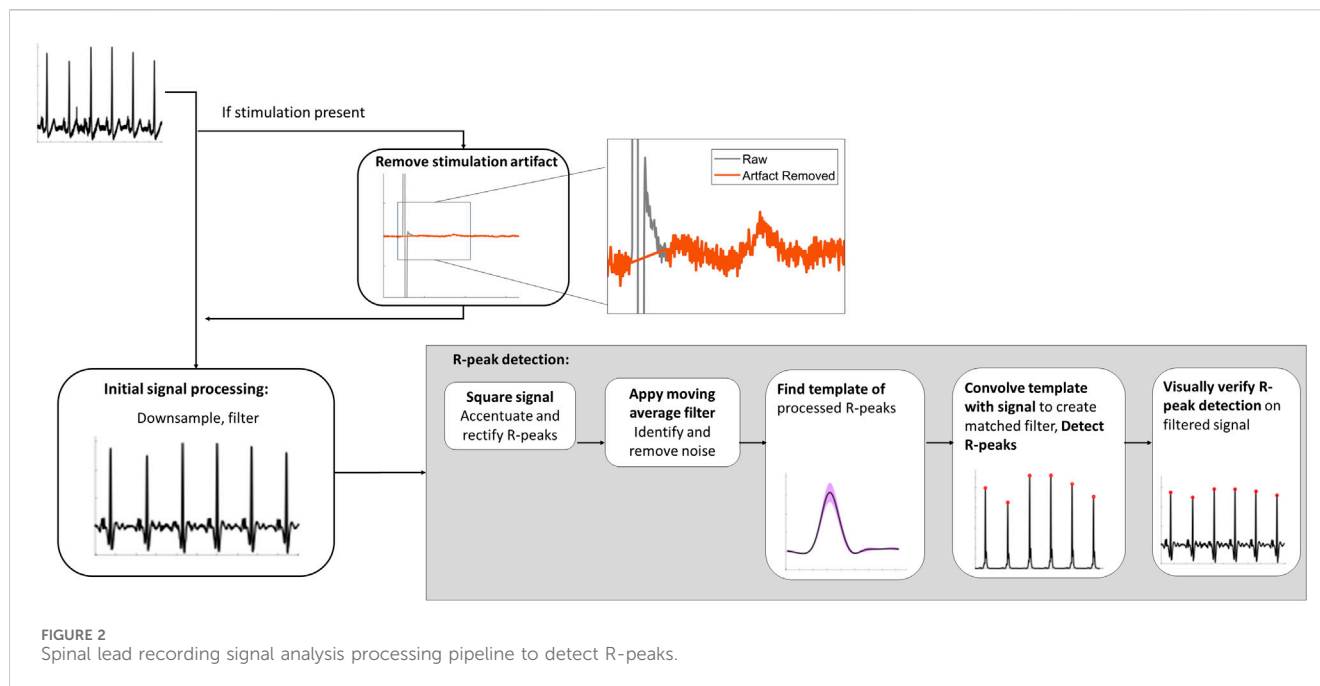 If stimulation present
Remove stimulation artifact
Raw
Artfact Removed
Initial signal processing:
Downsample, filter
R-peak detection:
Square signal
Accentuate and
rectify R-peaks
Appy moving
average filter
Identify and
remove noise
Find template of
processed R-peaks
Convolve template
with signal to create
matched filter, Detect
R-peaks
Visually verify R-
peak detection on
filtered signal
FIGURE 2
Spinal lead recording signal analysis processing pipeline to detect R-peaks.